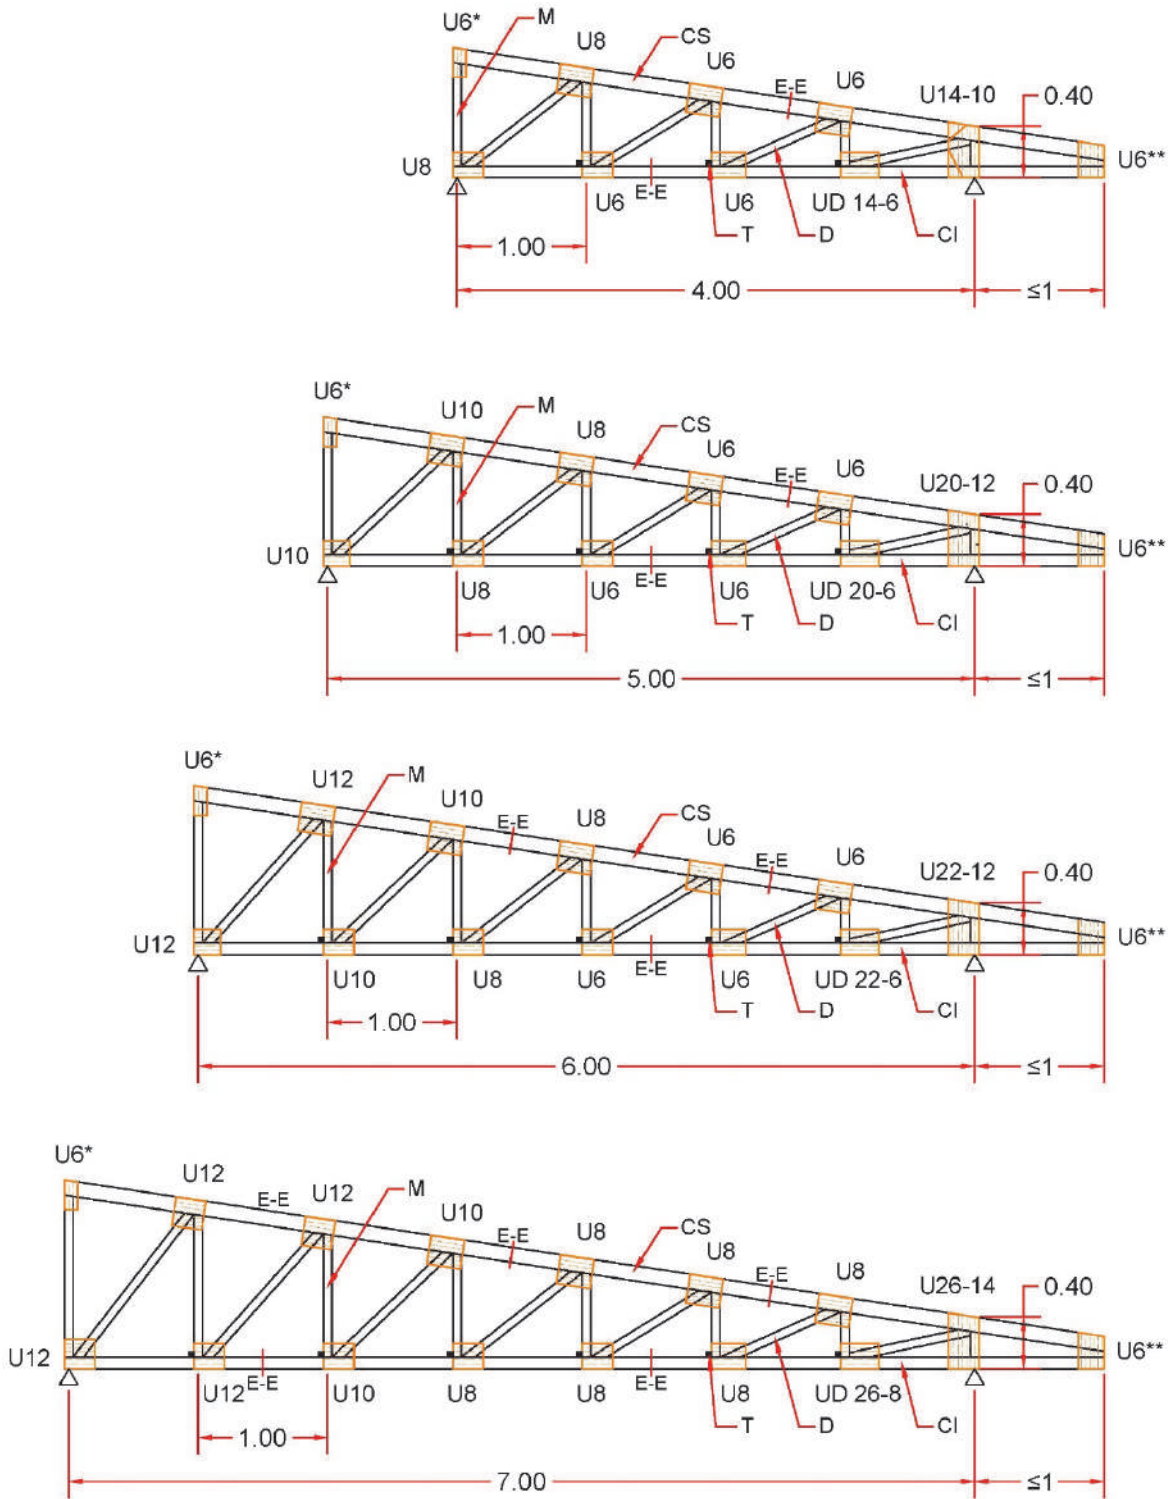 U6*
M
U8
CS
U6
E-E
U6
U14-10
0.40
U8
U6
E-E
U6
UD 14-6
U6**
T
D
CI
1.00
4.00
≤1
U6*
U10
M
U8
CS
U6
E-E
U6
U20-12
0.40
U10
U8
U6
E-E
U6
UD 20-6
U6**
T
D
CI
1.00
5.00
≤1
U6*
U12
M
U10
E-E
U8
CS
U6
E-E
U6
U22-12
0.40
U12
U10
U8
U6
E-E
U6
UD 22-6
U6**
T
D
CI
1.00
6.00
≤1
U6*
U12
E-E
U12
M
U10
E-E
U8
CS
U8
E-E
U8
U26-14
0.40
U12
U12
E-E
U10
U8
U8
E-E
U8
UD 26-8
U6**
T
D
CI
1.00
7.00
≤1